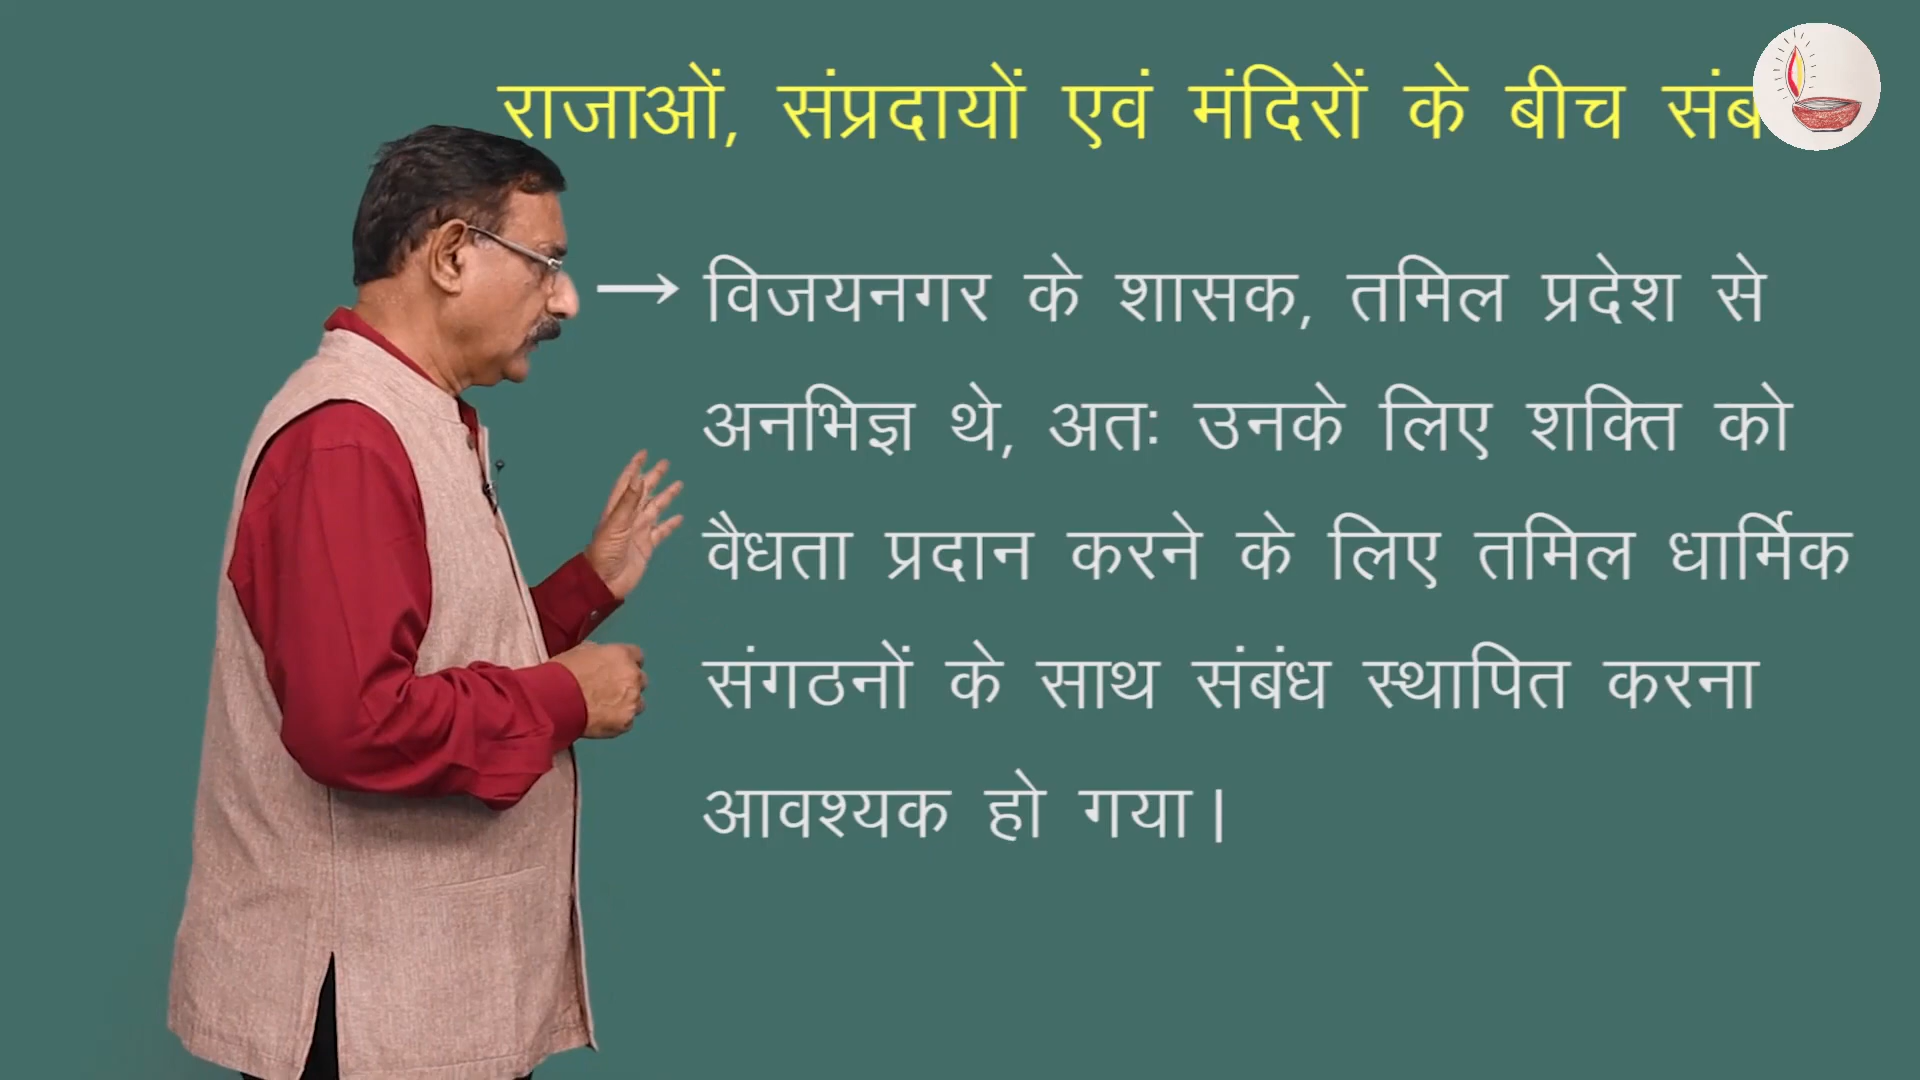 राजाओं, संप्रदायों एवं मंदिरों के बीच
→ विजयनगर के शासक, तमिल प्रदेश से
अनभिज्ञ थे, अतः उनके लिए शक्ति को
वैधता प्रदान करने के लिए तमिल धार्मिक
संगठनों के साथ संबंध स्थापित करना
आवश्यक हो गया।